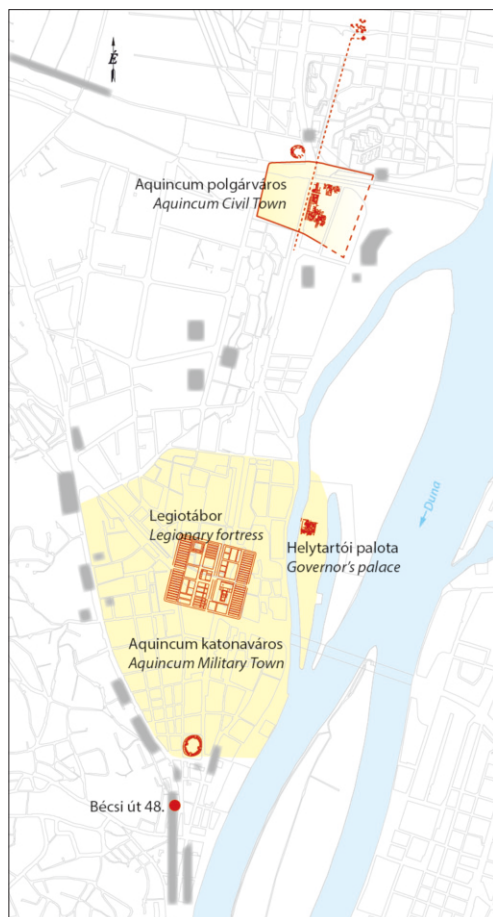 É
Aquincum polgárváros
Aquincum Civil Town
Duna
Legiotábor
Legionary fortress
Helytartói palota
Governor's palace
Aquincum katonaváros
Aquincum Military Town
Bécsi út 48.